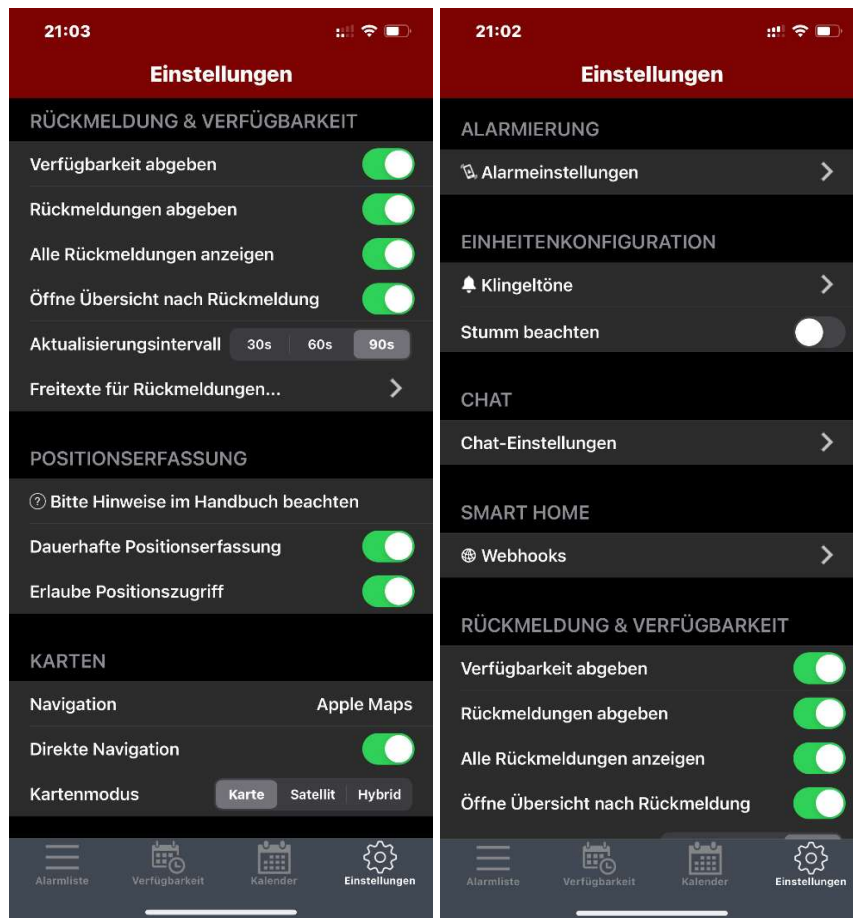 21:03
Einstellungen
RÜCKMELDUNG & VERFÜGBARKEIT
Verfügbarkeit abgeben
Rückmeldungen abgeben
Alle Rückmeldungen anzeigen
Öffne Übersicht nach Rückmeldung
Aktualisierungsintervall 30s 60s 90s
Freitexte für Rückmeldungen...
POSITIONSERFASSUNG
Bitte Hinweise im Handbuch beachten
Dauerhafte Positionserfassung
Erlaube Positionszugriff
KARTEN
Navigation Apple Maps
Direkte Navigation
Kartenmodus Karte Satellit Hybrid
Alarmliste Verfügbarkeit Kalender Einstellungen
21:02
Einstellungen
ALARMIERUNG
Alarmeinstellungen
EINHEITENKONFIGURATION
Klingeltöne
Stumm beachten
CHAT
Chat-Einstellungen
SMART HOME
Webhooks
RÜCKMELDUNG & VERFÜGBARKEIT
Verfügbarkeit abgeben
Rückmeldungen abgeben
Alle Rückmeldungen anzeigen
Öffne Übersicht nach Rückmeldung
Alarmliste Verfügbarkeit Kalender Einstellungen